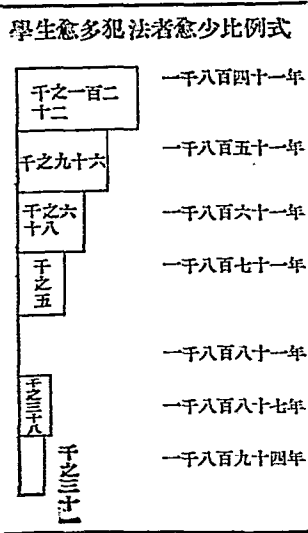 學生愈多犯法者愈少比例式
千之一百二十二
一千八百四十一年
千之九十六
一千八百五十一年
千之六十八
一千八百六十一年
千之五
一千八百七十一年
一千八百八十一年
千之三十八
一千八百八十七年
千之三十一
一千八百九十四年